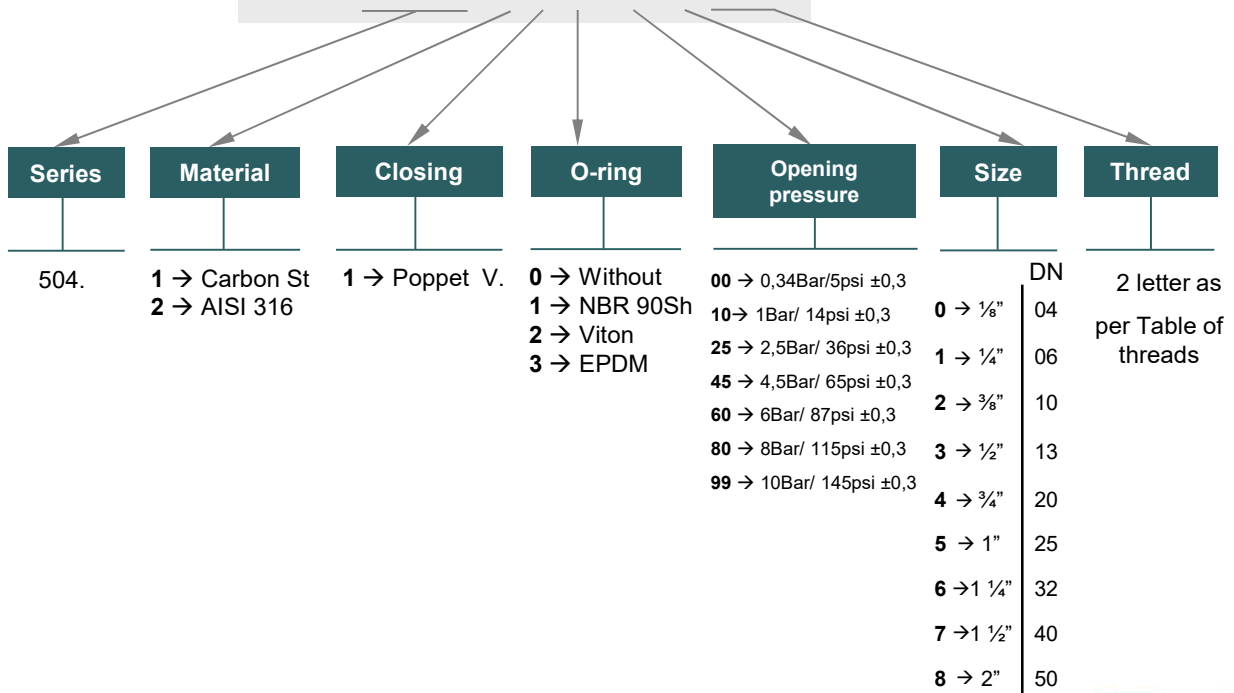 Series
504.
Material
1 → Carbon St
2 → AISI 316
Closing
1 → Poppet V.
O-ring
0 → Without
1 → NBR 90Sh
2 → Viton
3 → EPDM
Opening
pressure
00 → 0,34Bar/5psi ±0,3
10→ 1Bar/ 14psi ±0,3
25 → 2,5Bar/ 36psi ±0,3
45 → 4,5Bar/ 65psi ±0,3
60 → 6Bar/ 87psi ±0,3
80 → 8Bar/ 115psi ±0,3
99 → 10Bar/ 145psi ±0,3
Size
DN
0 → ⅛” 04
1 → ¼” 06
2 → ⅜” 10
3 → ½” 13
4 → ¾” 20
5 → 1” 25
6 →1 ¼” 32
7 →1 ½” 40
8 → 2” 50
Thread
2 letter as
per Table of
threads